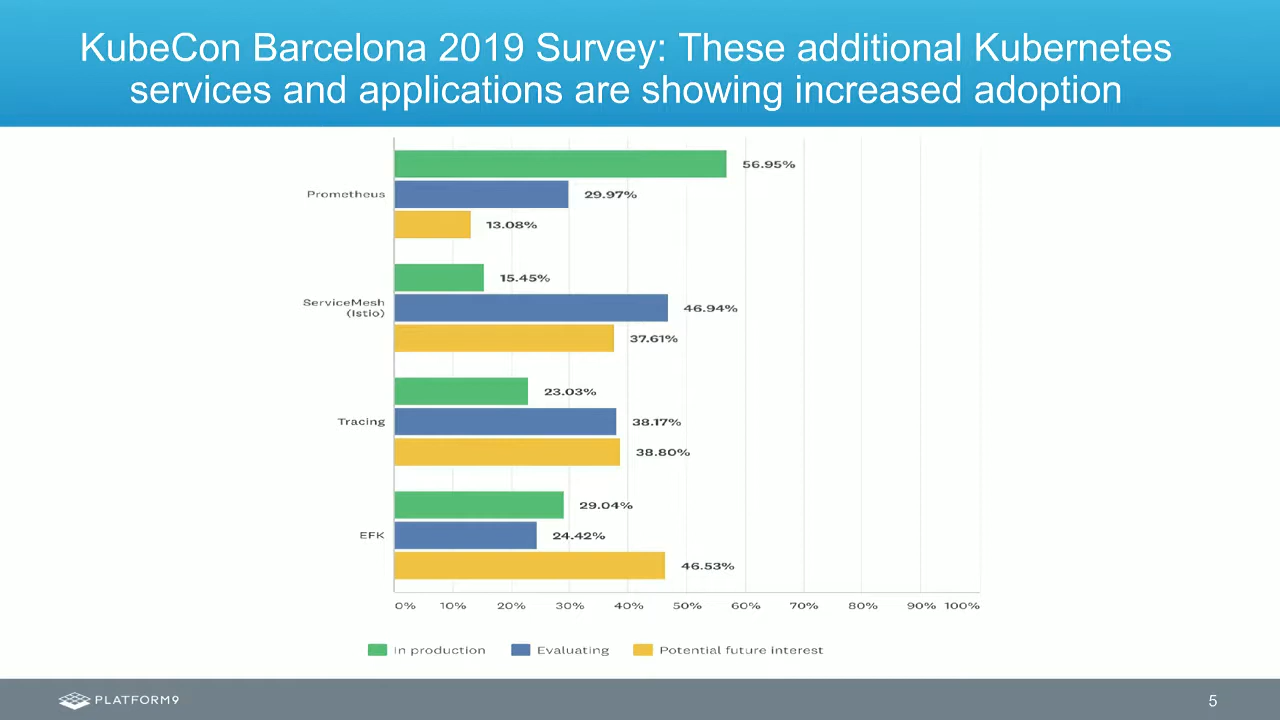 KubeCon Barcelona 2019 Survey: These additional Kubernetes
services and applications are showing increased adoption
56.95%
Prometheus
29.97%
13.08%
15.45%
ServiceMesh
(Istio)
46.94%
37.61%
23.03%
Tracing
38.17%
38.80%
29.04%
EFK
24.42%
46.53%
0% 10% 20% 30% 40% 50% 60% 70% 80% 90% 100%
In production Evaluating Potential future interest
PLATFORM9
5